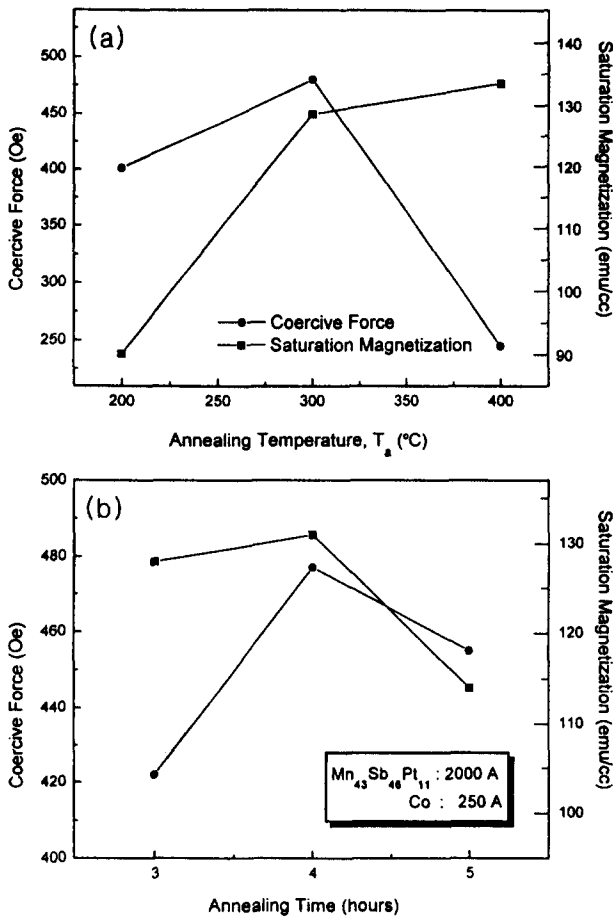 (a)
500
450
400
350
300
250
Coercive Force (Oe)
140
130
120
110
100
90
Saturation Magnetization (emu/cc)
Coercive Force
Saturation Magnetization
200 250 300 350 400
Annealing Temperature, Tₐ (ºC)
(b)
500
480
460
440
420
400
Coercive Force (Oe)
130
120
110
100
Saturation Magnetization (emu/cc)
Mn₄₃Sb₄₆Pt₁₁ : 2000 A
Co : 250 A
3 4 5
Annealing Time (hours)